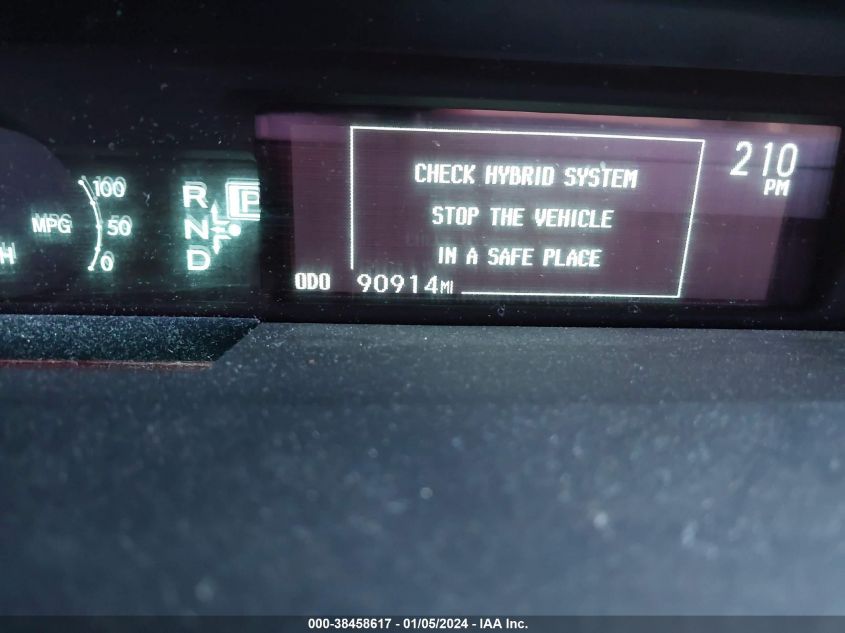 100
MPG
50
0
H
R
P
N
D
CHECK HYBRID SYSTEM
STOP THE VEHICLE
IN A SAFE PLACE
210
PM
ODO 90914MI
000-38458617 - 01/05/2024 - IAA Inc.